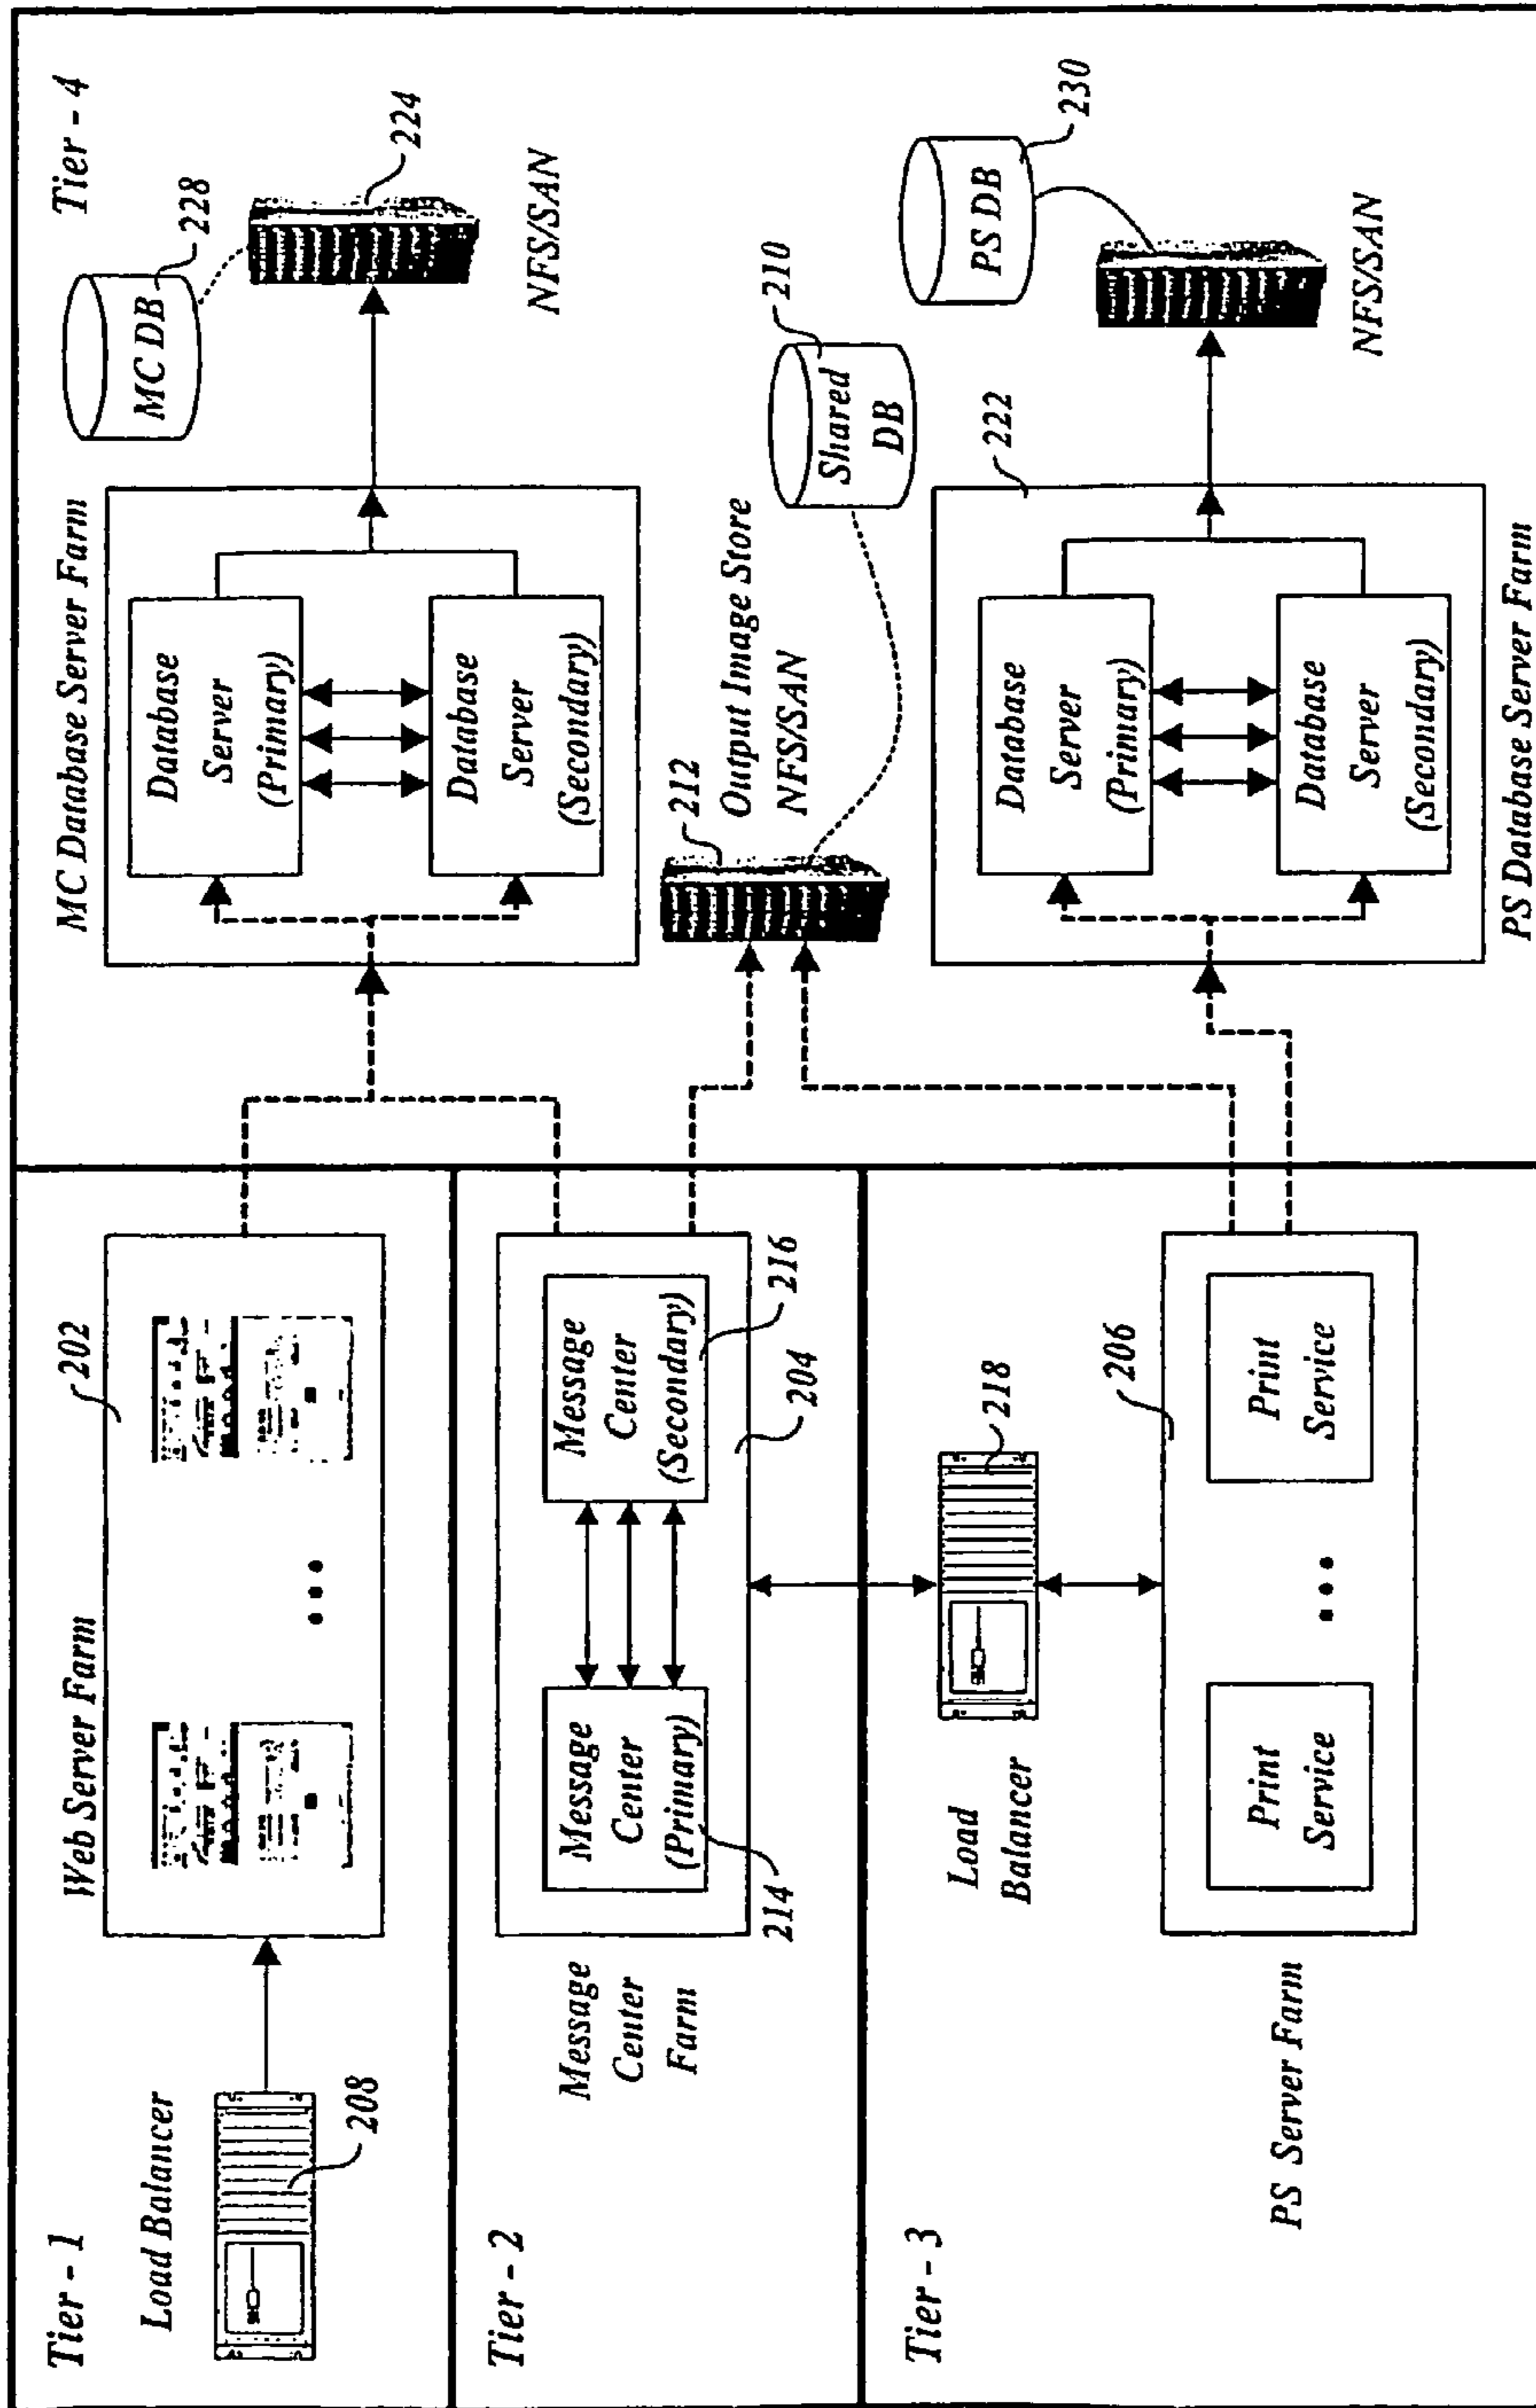 Tier - 1
Load Balancer
208
Web Server Farm
202
Tier - 2
Message
Center
Farm
Message
Center
(Primary)
214
Message
Center
(Secondary)
216
204
Tier - 3
Load
Balancer
218
PS Server Farm
206
Print
Service
Print
Service
Tier - 4
MC Database Server Farm
Database
Server
(Primary)
Database
Server
(Secondary)
MC DB
228
224
NFS/SAN
212
Output Image Store
NFS/SAN
Shared
DB
210
222
Database
Server
(Primary)
Database
Server
(Secondary)
PS Database Server Farm
PS DB
230
NFS/SAN